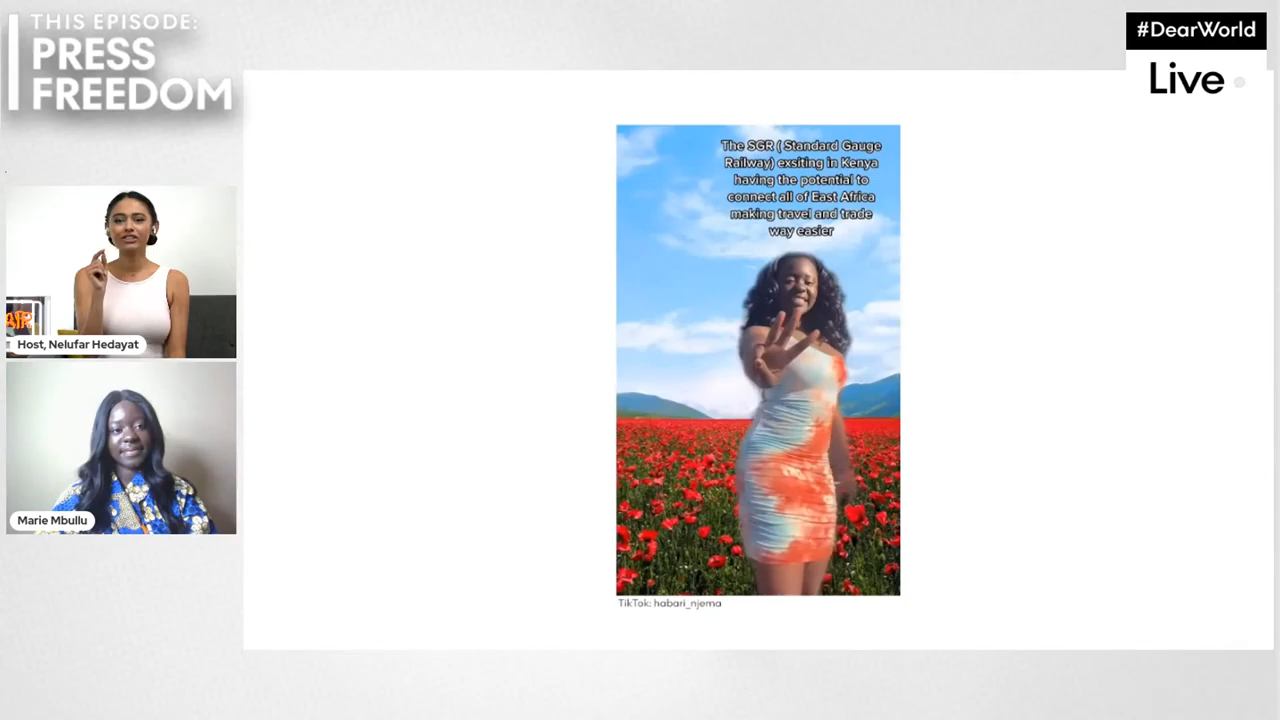 THIS EPISODE:
PRESS
FREEDOM
#DearWorld
Live
The SGR ( Standard Gauge
Railway) exsiting in Kenya
having the potential to
connect all of East Africa
making travel and trade
way easier
Host, Nelufar Hedayat
Marie Mbullu
TikTok: habari_njema